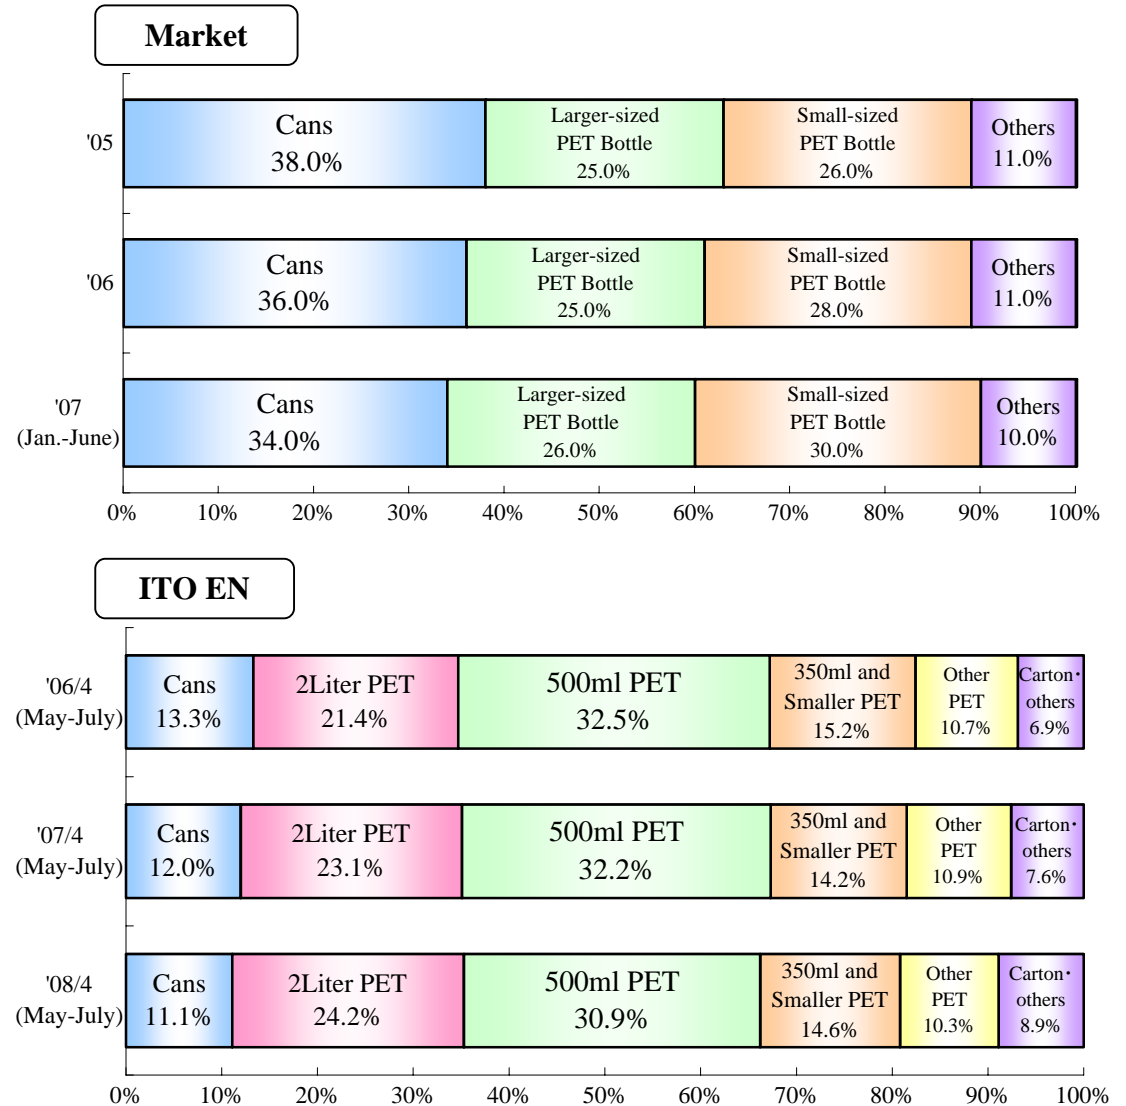 Market
'05
Cans
38.0%
Larger-sized
PET Bottle
25.0%
Small-sized
PET Bottle
26.0%
Others
11.0%
'06
Cans
36.0%
Larger-sized
PET Bottle
25.0%
Small-sized
PET Bottle
28.0%
Others
11.0%
'07
(Jan.-June)
Cans
34.0%
Larger-sized
PET Bottle
26.0%
Small-sized
PET Bottle
30.0%
Others
10.0%
0% 10% 20% 30% 40% 50% 60% 70% 80% 90% 100%
ITO EN
'06/4
(May-July)
Cans
13.3%
2Liter PET
21.4%
500ml PET
32.5%
350ml and
Smaller PET
15.2%
Other
PET
10.7%
Carton・
others
6.9%
'07/4
(May-July)
Cans
12.0%
2Liter PET
23.1%
500ml PET
32.2%
350ml and
Smaller PET
14.2%
Other
PET
10.9%
Carton・
others
7.6%
'08/4
(May-July)
Cans
11.1%
2Liter PET
24.2%
500ml PET
30.9%
350ml and
Smaller PET
14.6%
Other
PET
10.3%
Carton・
others
8.9%
0% 10% 20% 30% 40% 50% 60% 70% 80% 90% 100%